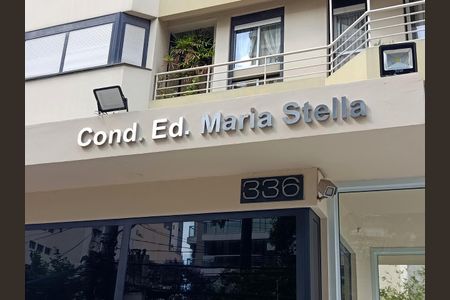 Cond. Ed. Maria Stella
336